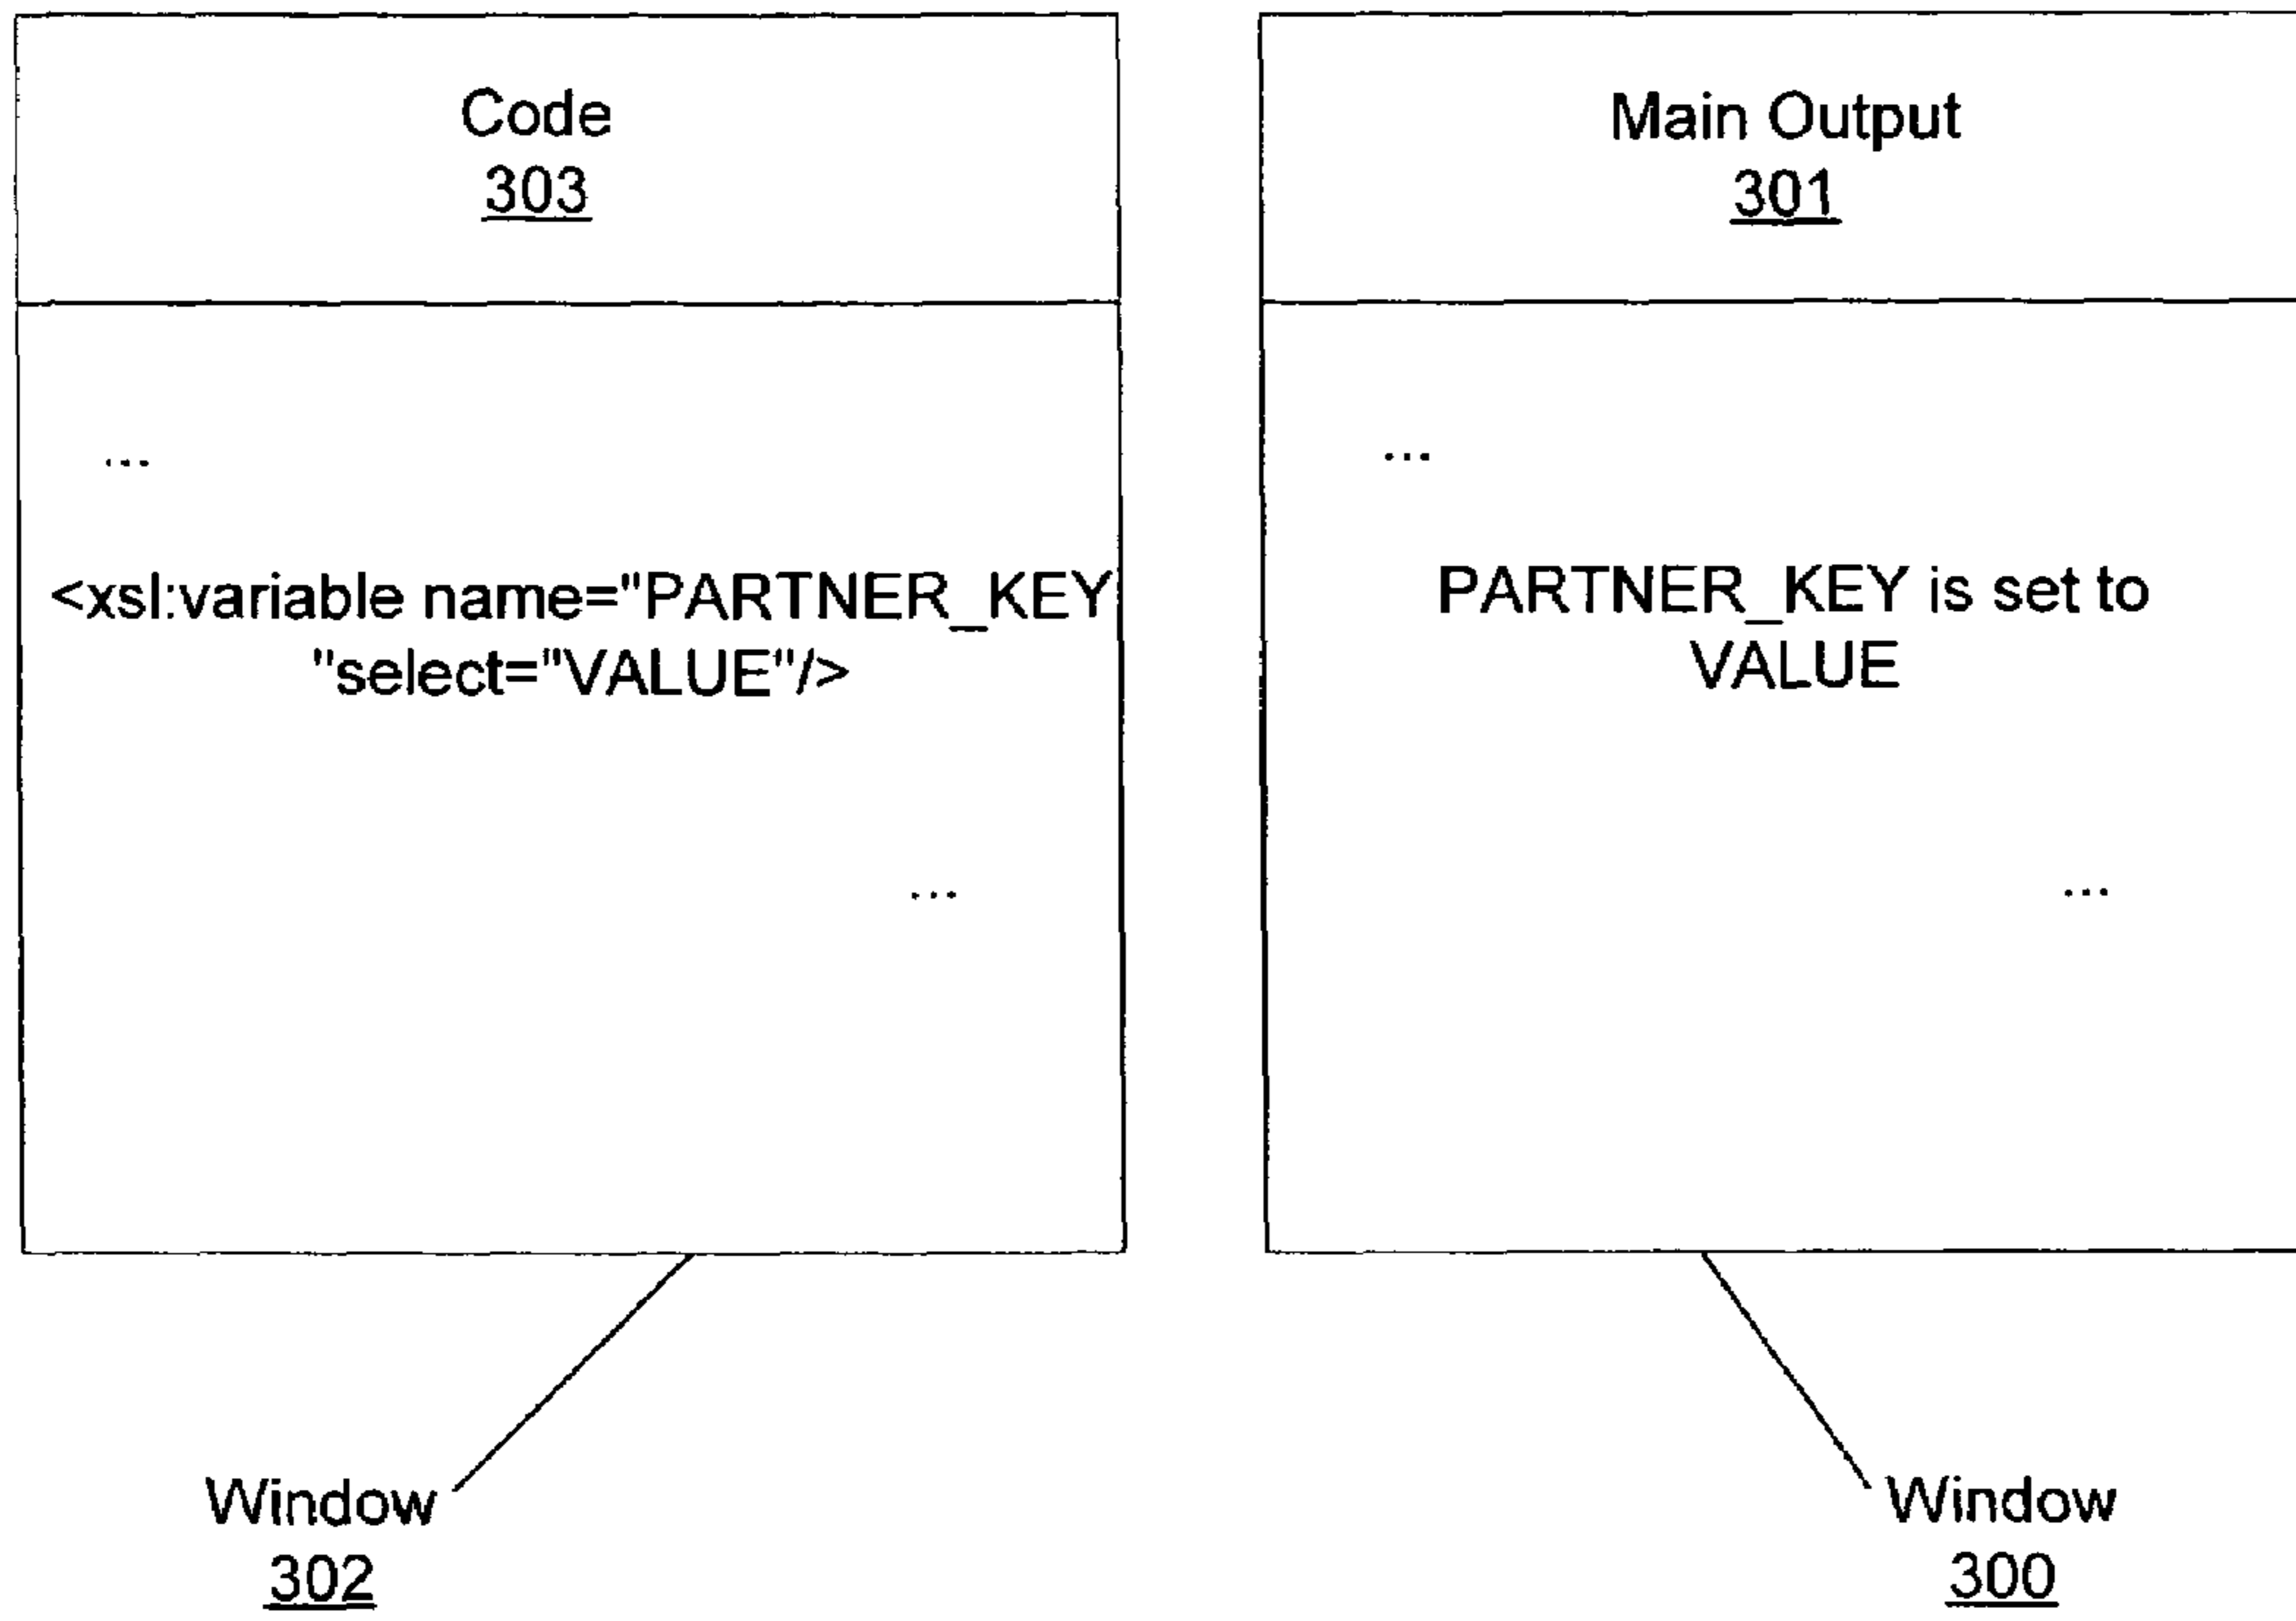 Code
303
...
<xsl:variable name="PARTNER_KEY
"select="VALUE"/>
...
Window
302
Main Output
301
...
PARTNER_KEY is set to
VALUE
...
Window
300